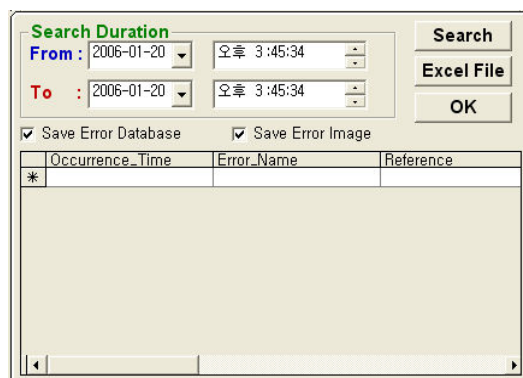 Search Duration
From : 2006-01-20 오후 3:45:34
To : 2006-01-20 오후 3:45:34
Search
Excel File
OK
Save Error Database Save Error Image
Occurrence_Time Error_Name Reference
*